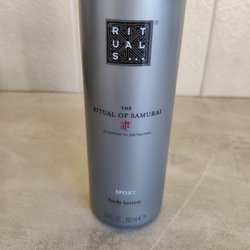 RIT
UAL
S...
THE
RITUAL OF SAMURAI
SPORT
body lotion